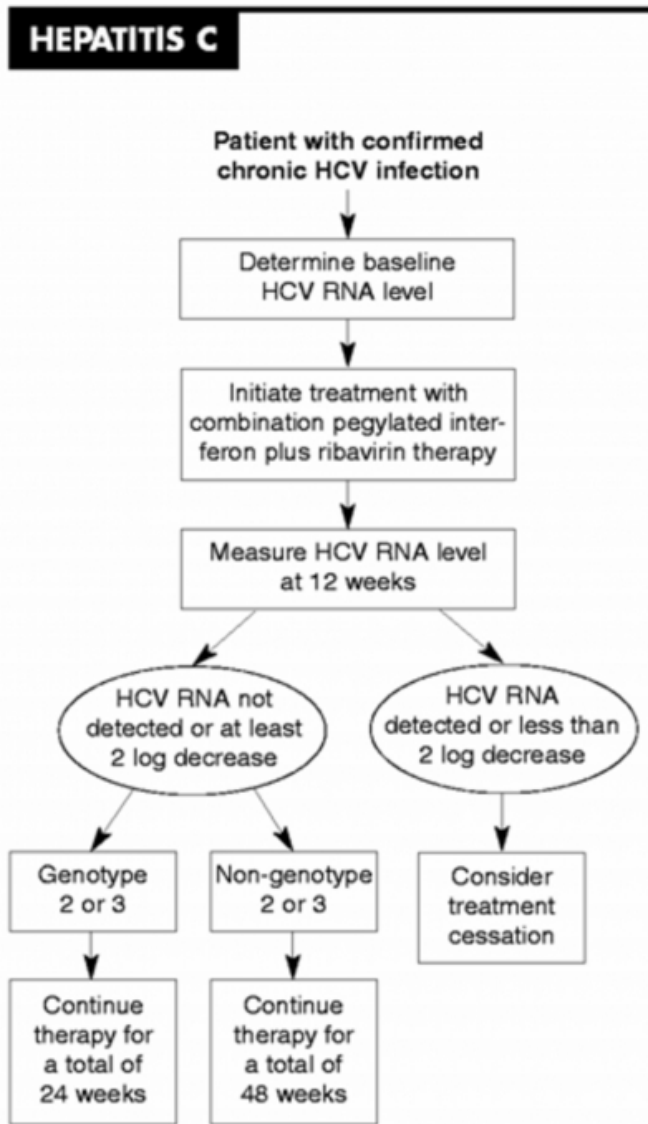 HEPATITIS C
Patient with confirmed
chronic HCV infection
Determine baseline
HCV RNA level
Initiate treatment with
combination pegylated inter-
feron plus ribavirin therapy
Measure HCV RNA level
at 12 weeks
HCV RNA not
detected or at least
2 log decrease
HCV RNA
detected or less than
2 log decrease
Genotype
2 or 3
Non-genotype
2 or 3
Consider
treatment
cessation
Continue
therapy for
a total of
24 weeks
Continue
therapy for
a total of
48 weeks